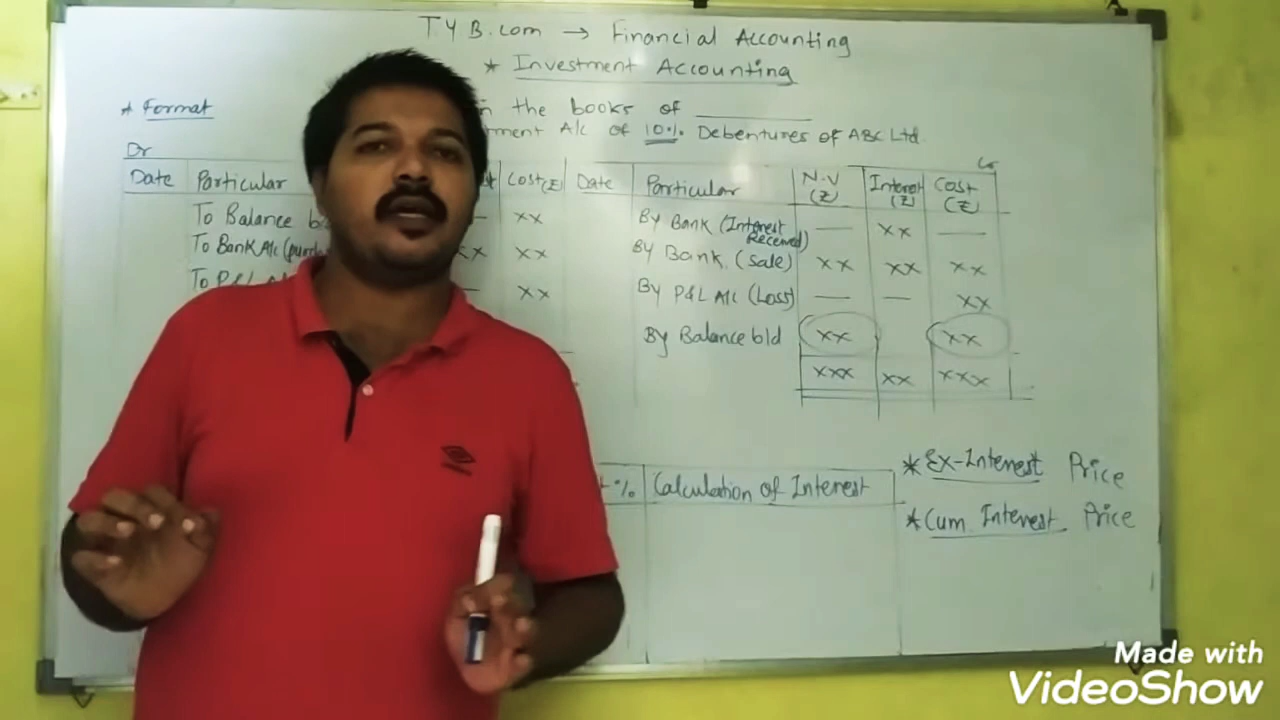 T.Y B.com → Financial Accounting
* Investment Accounting
* Format
in the books of
A/c of 10% Debentures of ABC Ltd.
Dr
Cr
Date Particular Cost(₹) Date Particular N.V (₹) Interest (₹) Cost (₹)
To Balance — xx By Bank (Interest Received) — xx —
To Bank A/c xx xx By Bank (sale) xx xx xx
To P&L A/c — xx By P&L A/c (Loss) — — xx
By Balance b/d xx xx
xxx xx xxx
% Calculation of Interest
* Ex-Interest Price
* Cum Interest Price
UMBRO
Made with
VideoShow